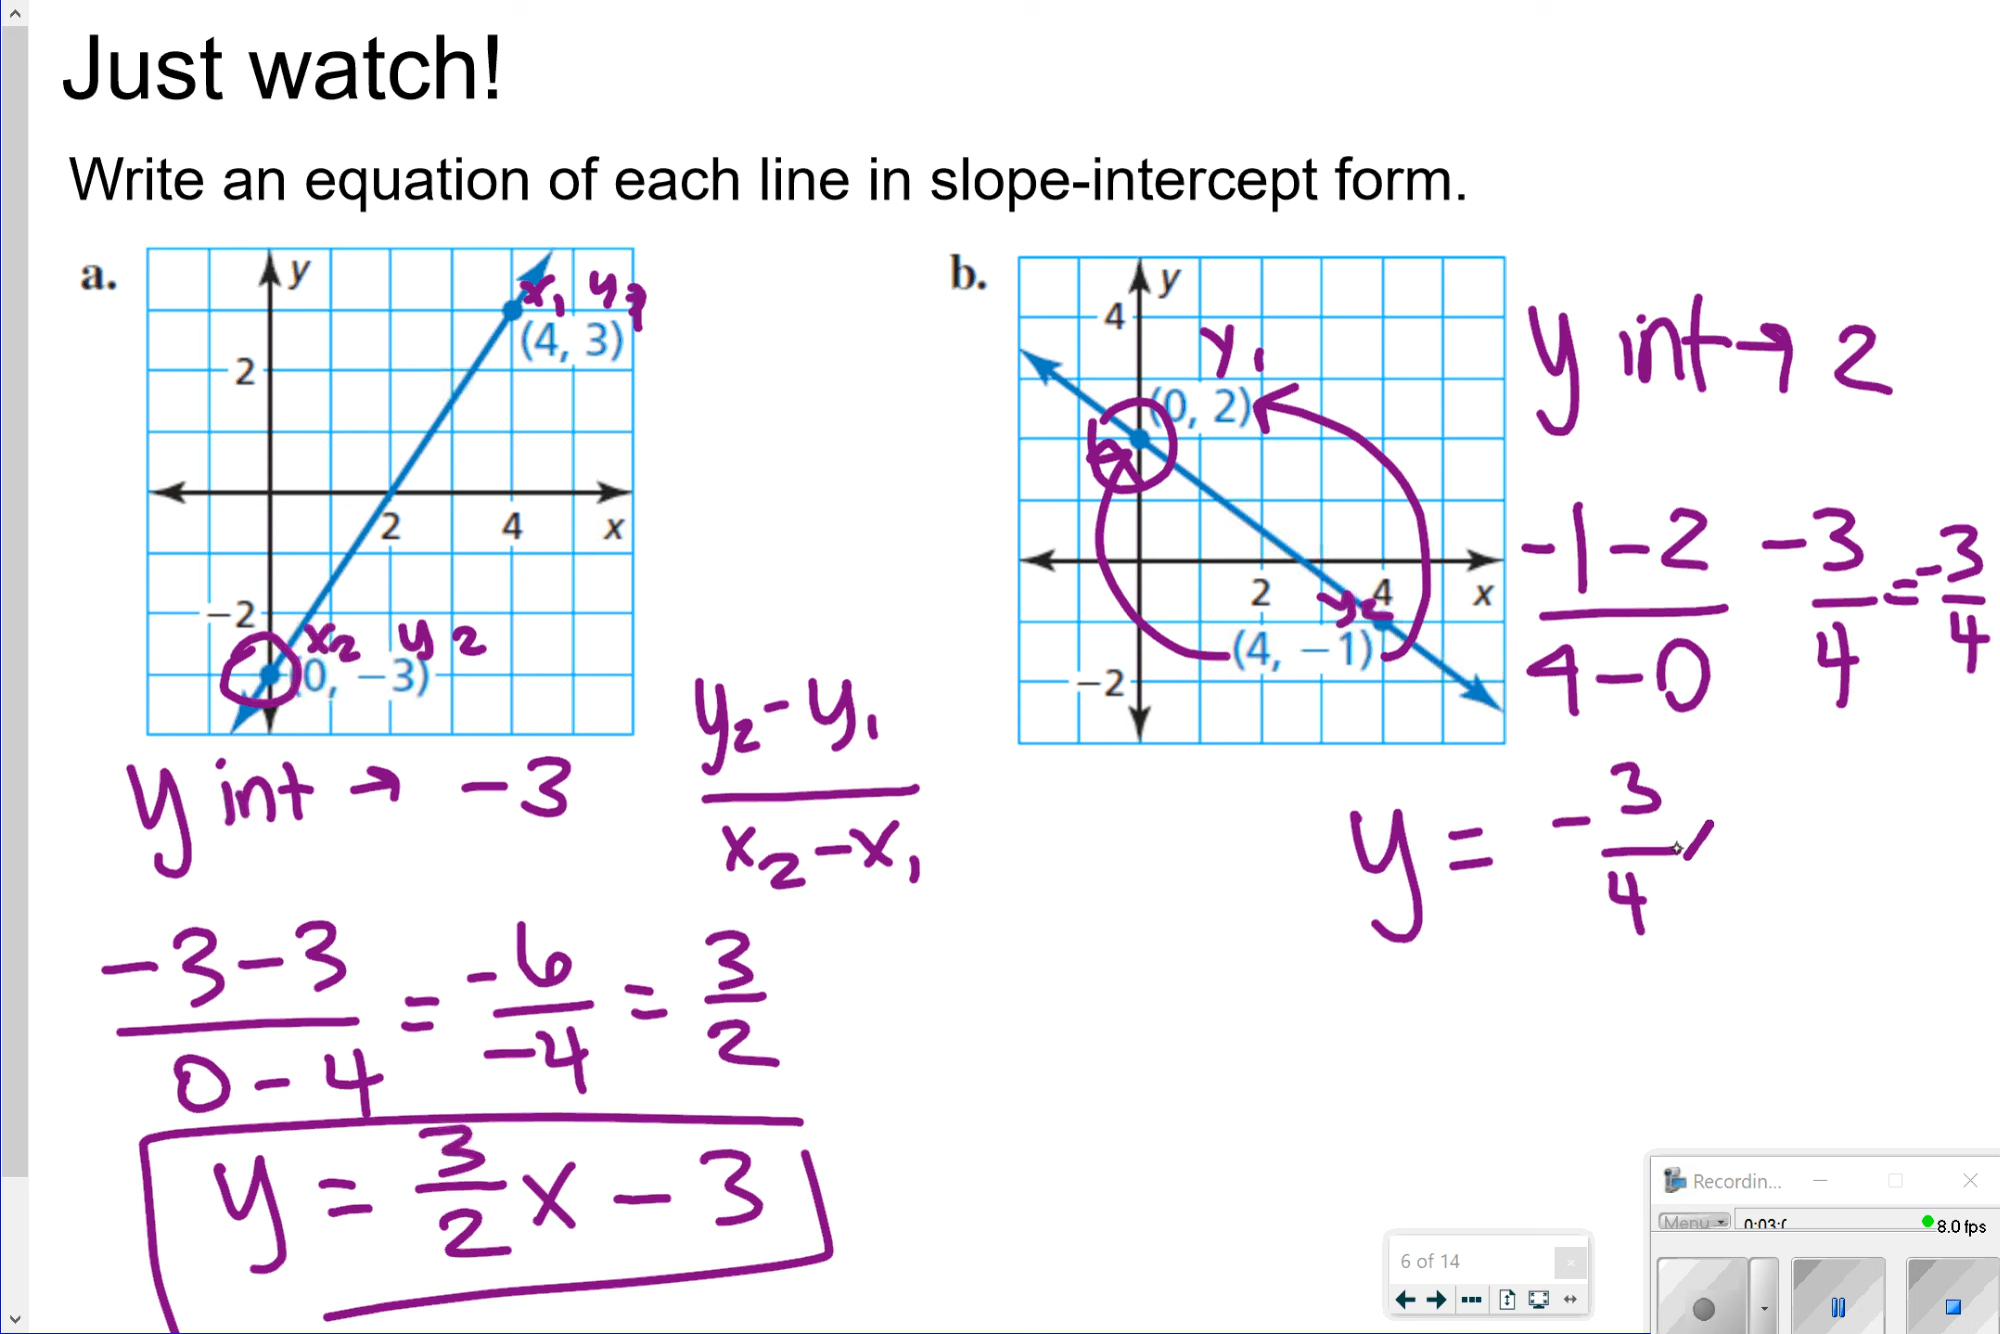 Just watch!
Write an equation of each line in slope-intercept form.
a.
y
x₁ y₁
(4, 3)
2
2 4 x
−2
x₂ y₂
(0, −3)
y int → −3
y₂ − y₁
x₂ − x₁
−3 − 3 = −6 = 3
0 − 4 −4 2
y = 3/2 x − 3
b.
y
4
y₁
(0, 2)
2 4 x
y₂
(4, −1)
−2
y int → 2
−1 − 2 −3 = −3
4 − 0 4 4
y = − 3
4
6 of 14
Recordin...
Menu
8.0 fps